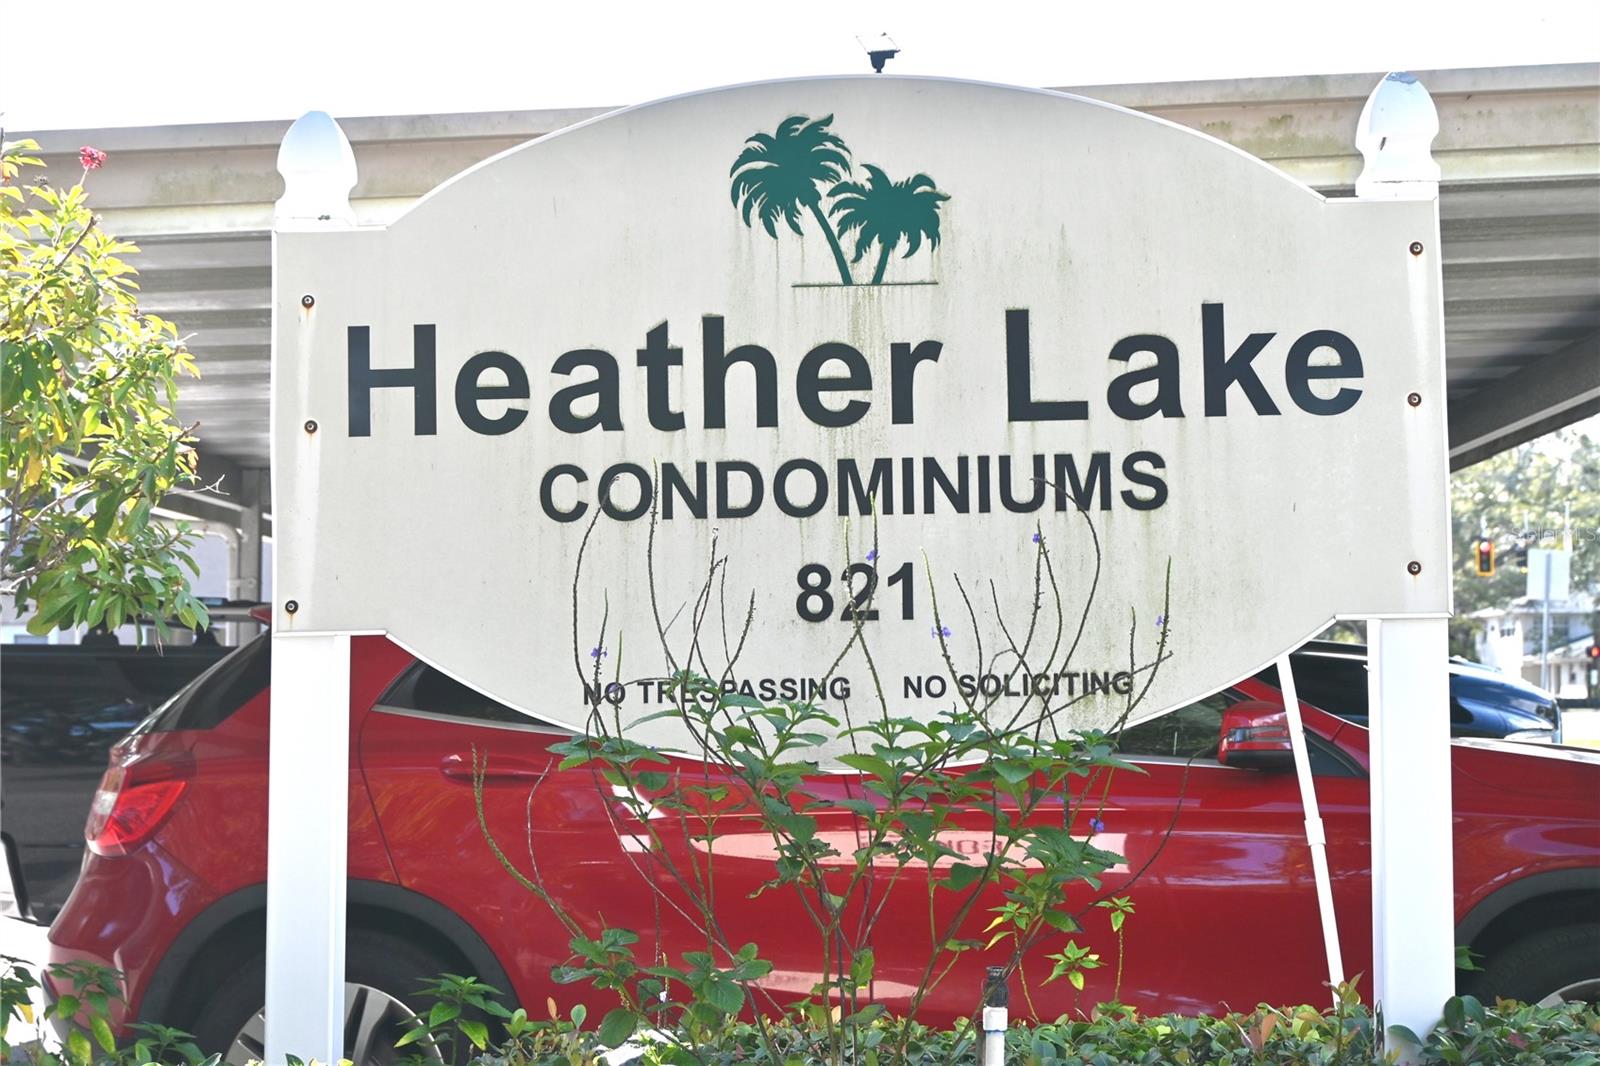 Heather Lake
CONDOMINIUMS
821
NO TRESPASSING NO SOLICITING